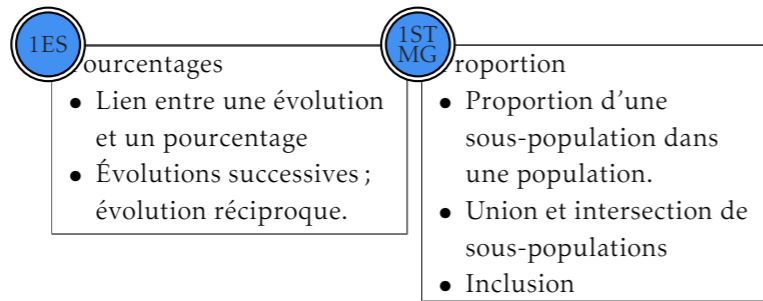 1ES
Pourcentages
• Lien entre une évolution
et un pourcentage
• Évolutions successives ;
évolution réciproque.
1ST
MG
Proportion
• Proportion d'une
sous-population dans
une population.
• Union et intersection de
sous-populations
• Inclusion